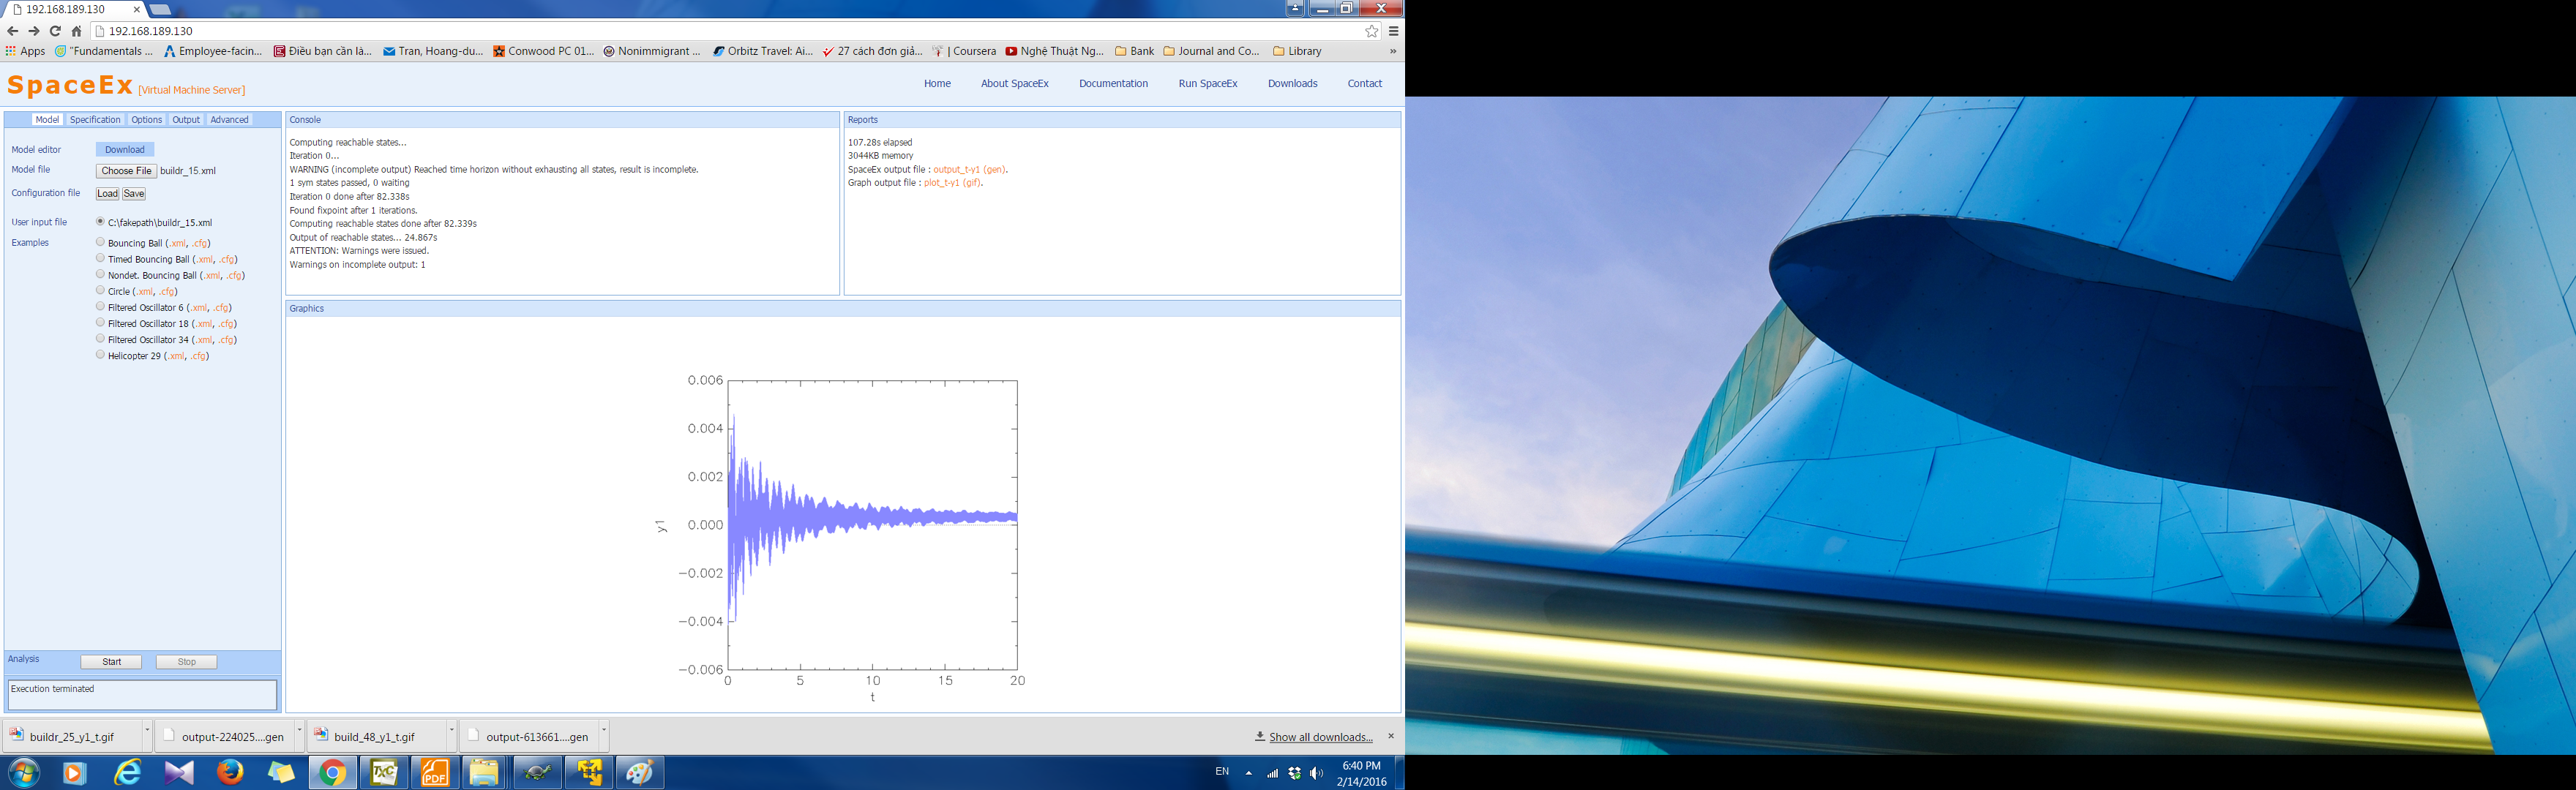 192.168.189.130
192.168.189.130
Apps "Fundamentals ... Employee-facin... Điều bạn cần là... Tran, Hoang-du... Conwood PC 01... Nonimmigrant ... Orbitz Travel: Ai... 27 cách đơn giả... | Coursera Nghệ Thuật Ng... Bank Journal and Co... Library »
SpaceEx [Virtual Machine Server]
Home About SpaceEx Documentation Run SpaceEx Downloads Contact
Model Specification Options Output Advanced
Model editor Download
Model file Choose File buildr_15.xml
Configuration file Load Save
User input file C:\fakepath\buildr_15.xml
Examples Bouncing Ball (.xml, .cfg)
Timed Bouncing Ball (.xml, .cfg)
Nondet. Bouncing Ball (.xml, .cfg)
Circle (.xml, .cfg)
Filtered Oscillator 6 (.xml, .cfg)
Filtered Oscillator 18 (.xml, .cfg)
Filtered Oscillator 34 (.xml, .cfg)
Helicopter 29 (.xml, .cfg)
Analysis Start Stop
Execution terminated
Console
Computing reachable states...
Iteration 0...
WARNING (incomplete output) Reached time horizon without exhausting all states, result is incomplete.
1 sym states passed, 0 waiting
Iteration 0 done after 82.338s
Found fixpoint after 1 iterations.
Computing reachable states done after 82.339s
Output of reachable states... 24.867s
ATTENTION: Warnings were issued.
Warnings on incomplete output: 1
Reports
107.28s elapsed
3044KB memory
SpaceEx output file : output_t-y1 (gen).
Graph output file : plot_t-y1 (gif).
Graphics
0.006
0.004
0.002
0.000
−0.002
−0.004
−0.006
y1
0 5 10 15 20
t
buildr_25_y1_t.gif output-224025....gen build_48_y1_t.gif output-613661....gen Show all downloads...
TXC PDF
EN 6:40 PM
2/14/2016